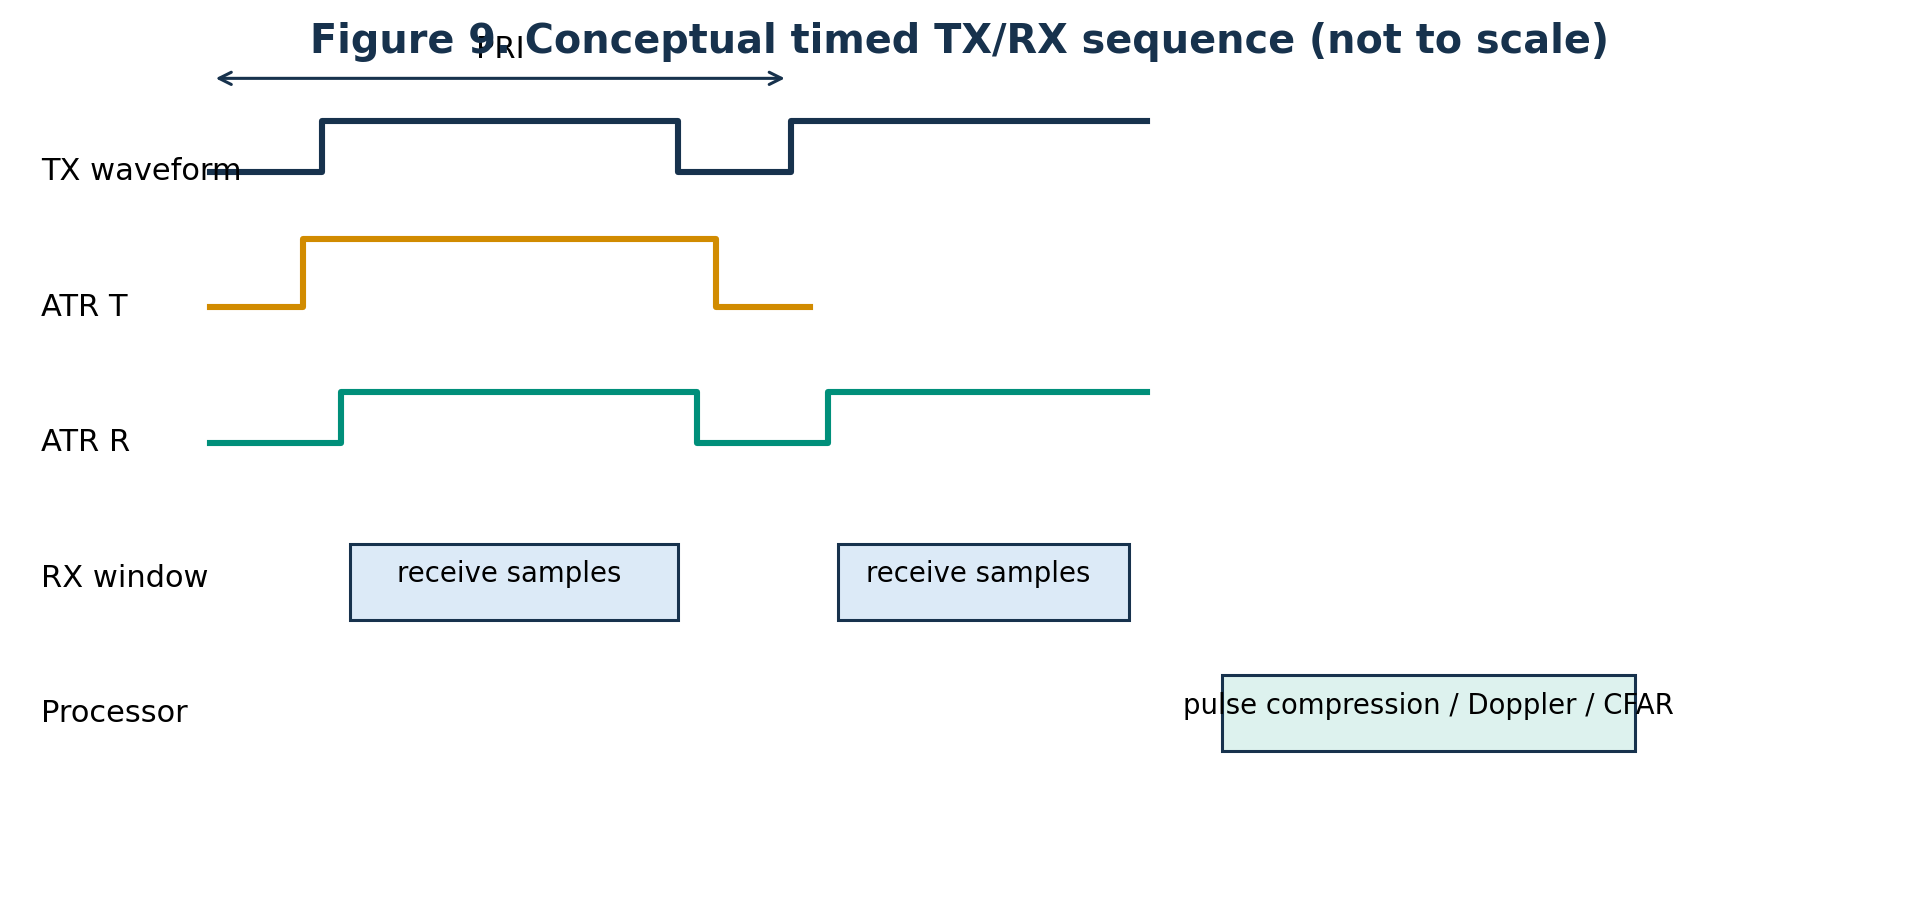 Figure 9. Conceptual timed TX/RX sequence (not to scale)
PRI
TX waveform
ATR T
ATR R
RX window
receive samples
receive samples
Processor
pulse compression / Doppler / CFAR